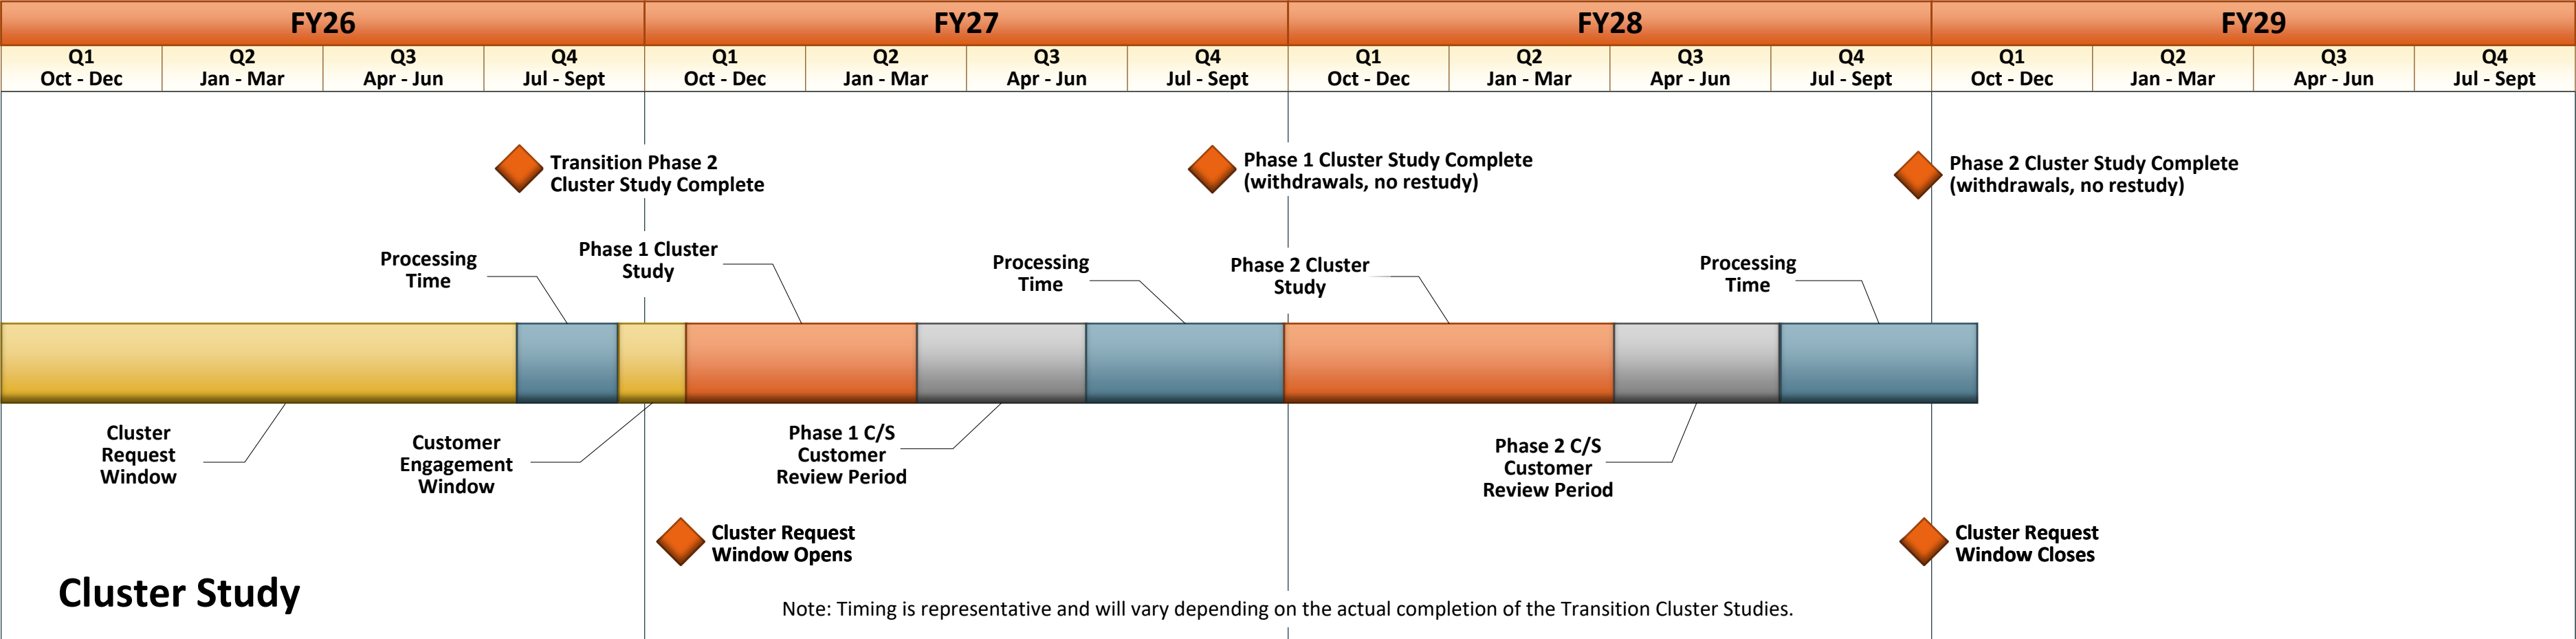 FY26
FY27
FY28
FY29
Q1
Oct - Dec
Q2
Jan - Mar
Q3
Apr - Jun
Q4
Jul - Sept
Q1
Oct - Dec
Q2
Jan - Mar
Q3
Apr - Jun
Q4
Jul - Sept
Q1
Oct - Dec
Q2
Jan - Mar
Q3
Apr - Jun
Q4
Jul - Sept
Q1
Oct - Dec
Q2
Jan - Mar
Q3
Apr - Jun
Q4
Jul - Sept
Transition Phase 2
Cluster Study Complete
Phase 1 Cluster Study Complete
(withdrawals, no restudy)
Phase 2 Cluster Study Complete
(withdrawals, no restudy)
Processing
Time
Phase 1 Cluster
Study
Processing
Time
Phase 2 Cluster
Study
Processing
Time
Cluster
Request
Window
Customer
Engagement
Window
Phase 1 C/S
Customer
Review Period
Phase 2 C/S
Customer
Review Period
Cluster Request
Window Opens
Cluster Request
Window Closes
Cluster Study
Note: Timing is representative and will vary depending on the actual completion of the Transition Cluster Studies.